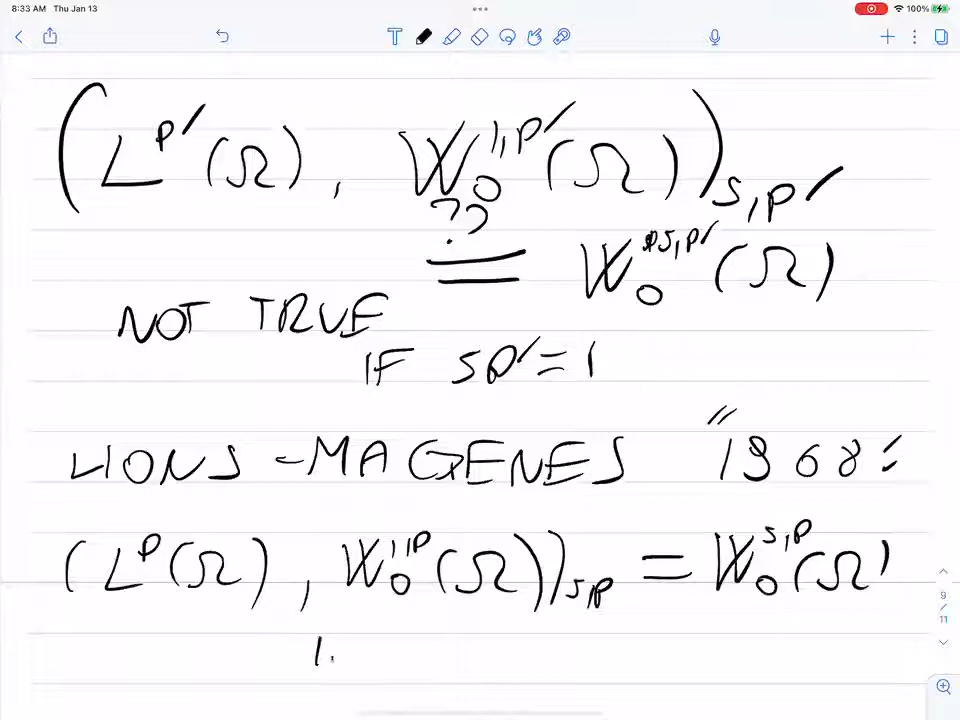 8:33 AM Thu Jan 13
100%
(L^{p'}(Ω), W_0^{1,p'}(Ω))_{s,p'}
??
= W_0^{s,p'}(Ω)
NOT TRUE
IF sp' = 1
LIONS-MAGENES "1968:
(L^p(Ω), W_0^{1,p}(Ω))_{s,p} = W_0^{s,p}(Ω)
9
/
11